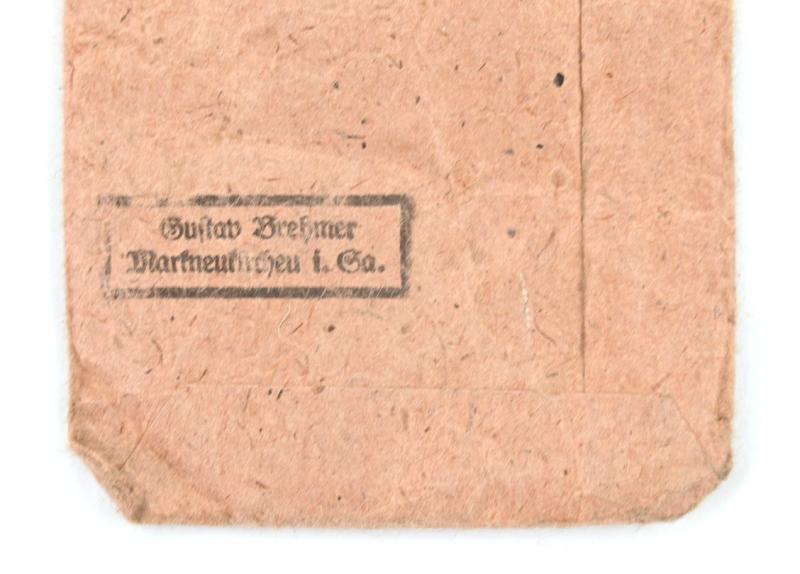 Gustav Brehmer
Markneukirchen i. Sa.